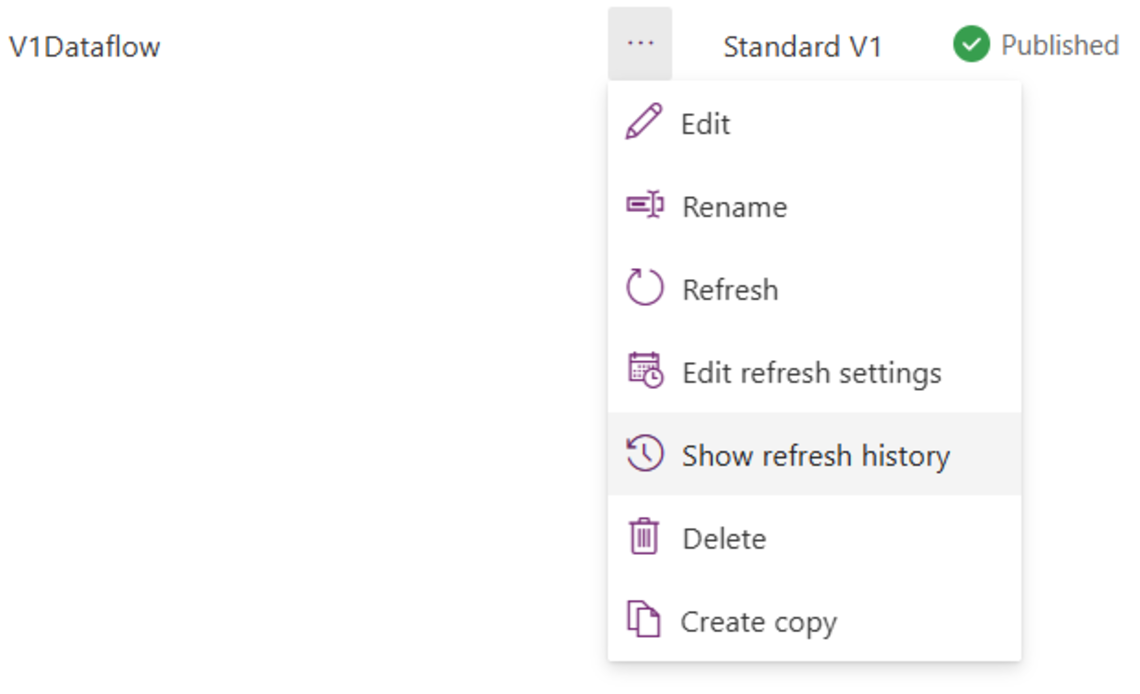 V1Dataflow ... Standard V1 Published
Edit
Rename
Refresh
Edit refresh settings
Show refresh history
Delete
Create copy